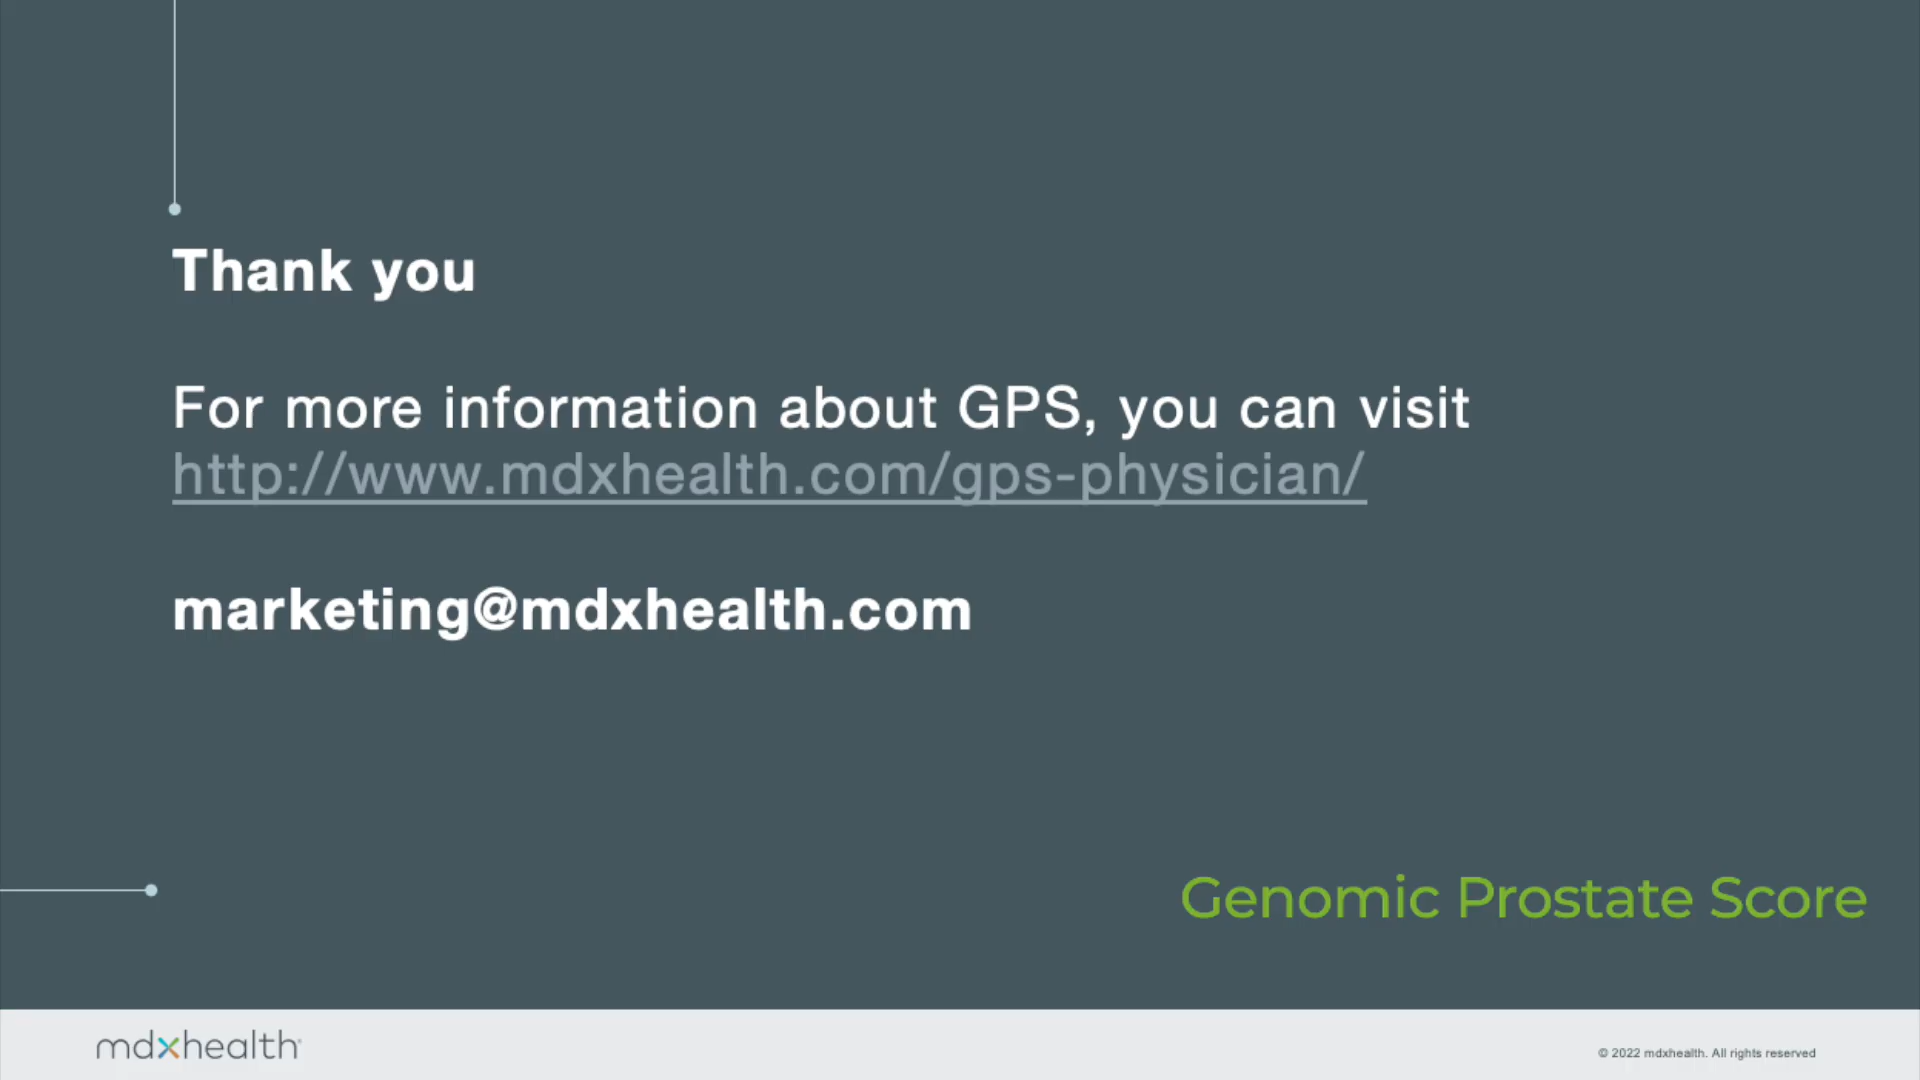 Thank you
For more information about GPS, you can visit
http://www.mdxhealth.com/gps-physician/
marketing@mdxhealth.com
Genomic Prostate Score
mdxhealth
© 2022 mdxhealth. All rights reserved